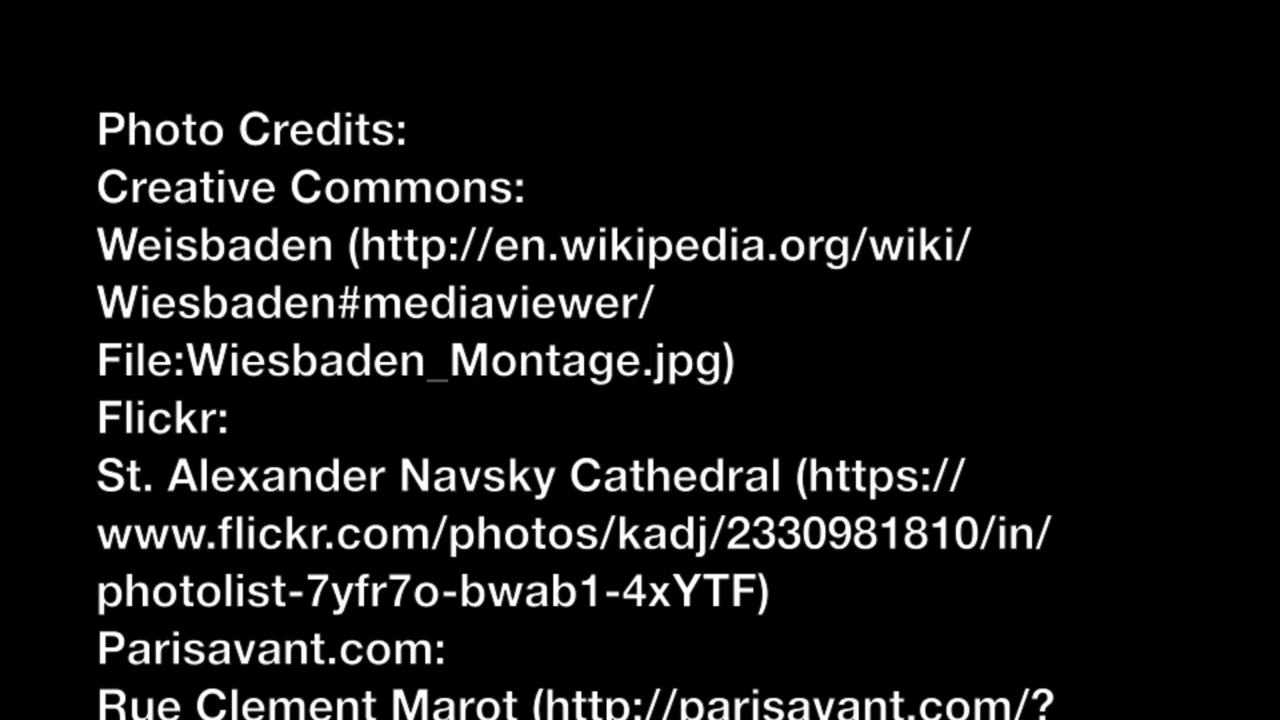 Photo Credits:
Creative Commons:
Weisbaden (http://en.wikipedia.org/wiki/
Wiesbaden#mediaviewer/
File:Wiesbaden_Montage.jpg)
Flickr:
St. Alexander Navsky Cathedral (https://
www.flickr.com/photos/kadj/2330981810/in/
photolist-7yfr7o-bwab1-4xYTF)
Parisavant.com:
Rue Clement Marot (http://parisavant.com/?